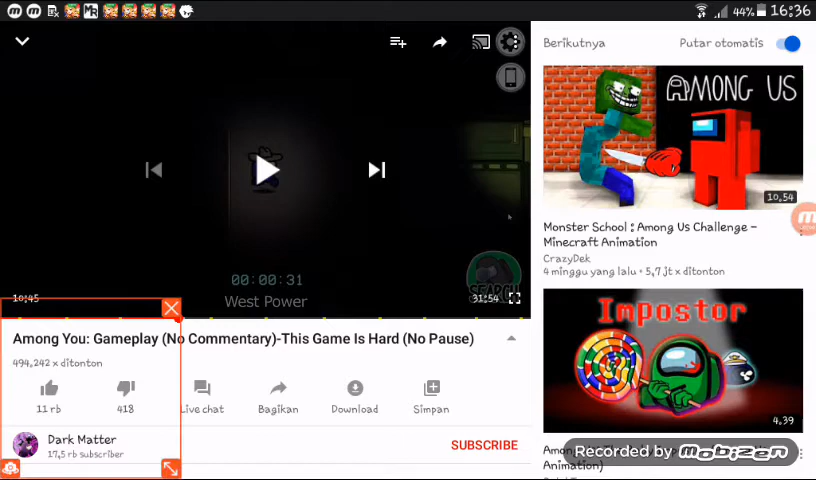 44% 16:36
Berikutnya
Putar otomatis
AMONG US
10.54
Monster School : Among Us Challenge -
Minecraft Animation
CrazyDek
4 minggu yang lalu • 5,7 jt x ditonton
00:00:31
West Power
SEARCH
10:45
31:54
Among You: Gameplay (No Commentary)-This Game Is Hard (No Pause)
494,242 x ditonton
11 rb
418
Live chat
Bagikan
Download
Simpan
Dark Matter
17,5 rb subscriber
SUBSCRIBE
Impostor
4.39
Recorded by mobizen
Animation)